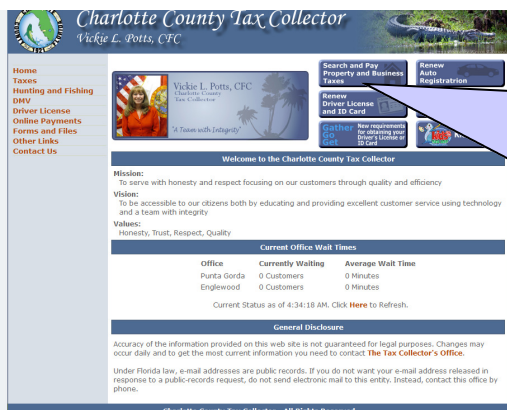 Charlotte County Tax Collector
Vickie L. Potts, CFC
Home
Taxes
Hunting and Fishing
DMV
Driver License
Online Payments
Forms and Files
Other Links
Contact Us
Vickie L. Potts, CFC
Charlotte County
Tax Collector
"A Team with Integrity"
Search and Pay
Property and Business
Taxes
Renew
Auto
Registratrion
Renew
Driver License
and ID Card
Gather
Go
Get
New requirements
for obtaining your
Driver's License or
ID Card
Welcome to the Charlotte County Tax Collector
Mission:
To serve with honesty and respect focusing on our customers through quality and efficiency
Vision:
To be accessible to our citizens both by educating and providing excellent customer service using technology
and a team with integrity
Values:
Honesty, Trust, Respect, Quality
Current Office Wait Times
Office Currently Waiting Average Wait Time
Punta Gorda 0 Customers 0 Minutes
Englewood 0 Customers 0 Minutes
Current Status as of 4:34:18 AM. Click Here to Refresh.
General Disclosure
Accuracy of the information provided on this web site is not guaranteed for legal purposes. Changes may
occur daily and to get the most current information you need to contact The Tax Collector's Office.
Under Florida law, e-mail addresses are public records. If you do not want your e-mail address released in
response to a public-records request, do not send electronic mail to this entity. Instead, contact this office by
phone.